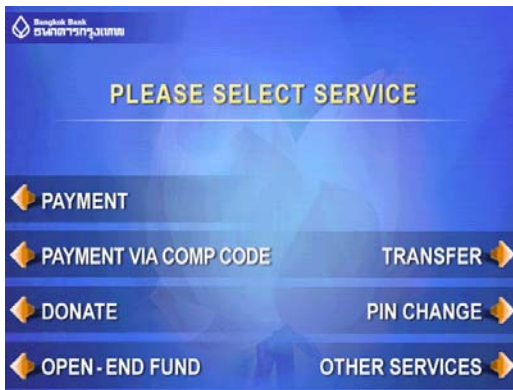 Bangkok Bank
ธนาคารกรุงเทพ
PLEASE SELECT SERVICE
PAYMENT
PAYMENT VIA COMP CODE
TRANSFER
DONATE
PIN CHANGE
OPEN-END FUND
OTHER SERVICES